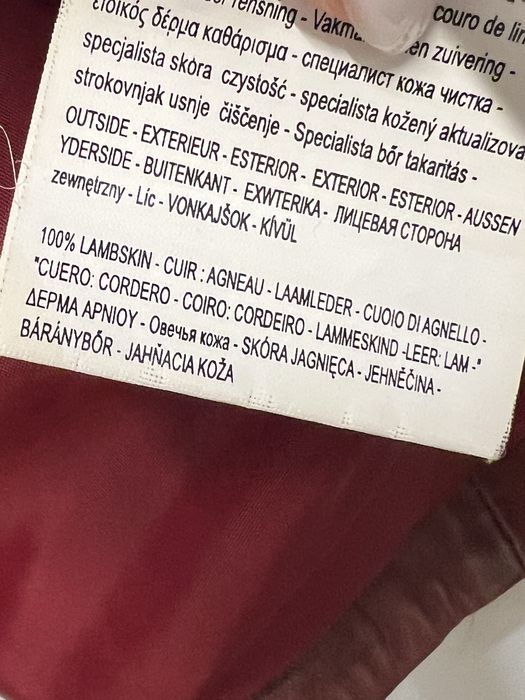 rensning - Vakm en zuivering -
couro de
ειδικός δέρμα καθάρισμα - специалист кожа чистка -
specjalista skóra czystość - specialista kožený aktualizova
strokovnjak usnje čiščenje - Specialista bőr takarítás -
OUTSIDE - EXTERIEUR - ESTERIOR - EXTERIOR - ESTERIOR - AUSSEN
YDERSIDE - BUITENKANT - EXWTERIKA - ЛИЦЕВАЯ СТОРОНА
zewnętrzny - Líc - VONKAJŠOK - KÍVÜL
100% LAMBSKIN - CUIR : AGNEAU - LAAMLEDER - CUOIO DI AGNELLO -
"CUERO: CORDERO - COIRO: CORDEIRO - LAMMESKIND -LEER: LAM -"
ΔΕΡΜΑ ΑΡΝΙΟΥ - Овечья кожа - SKÓRA JAGNIĘCA - JEHNĚČINA -
BÁRÁNYBŐR - JAHŇACIA KOŽA